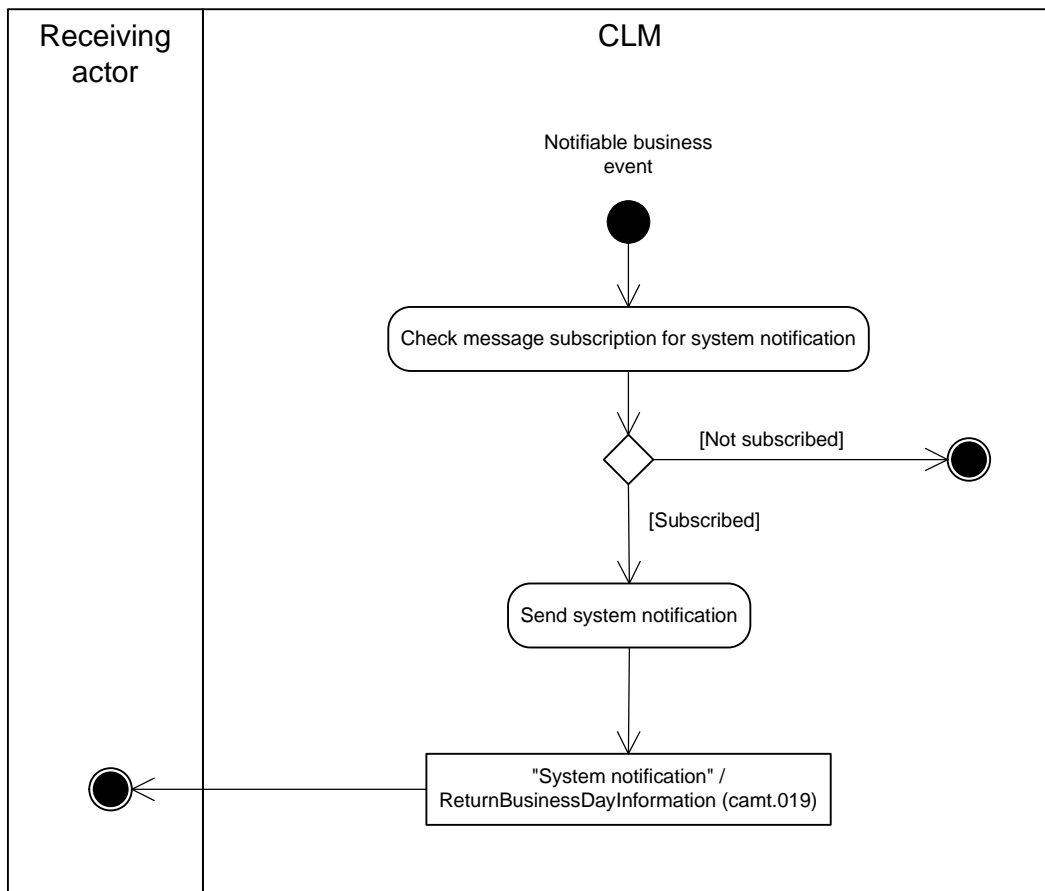 Receiving
actor
CLM
Notifiable business
event
Check message subscription for system notification
[Not subscribed]
[Subscribed]
Send system notification
"System notification" /
ReturnBusinessDayInformation (camt.019)